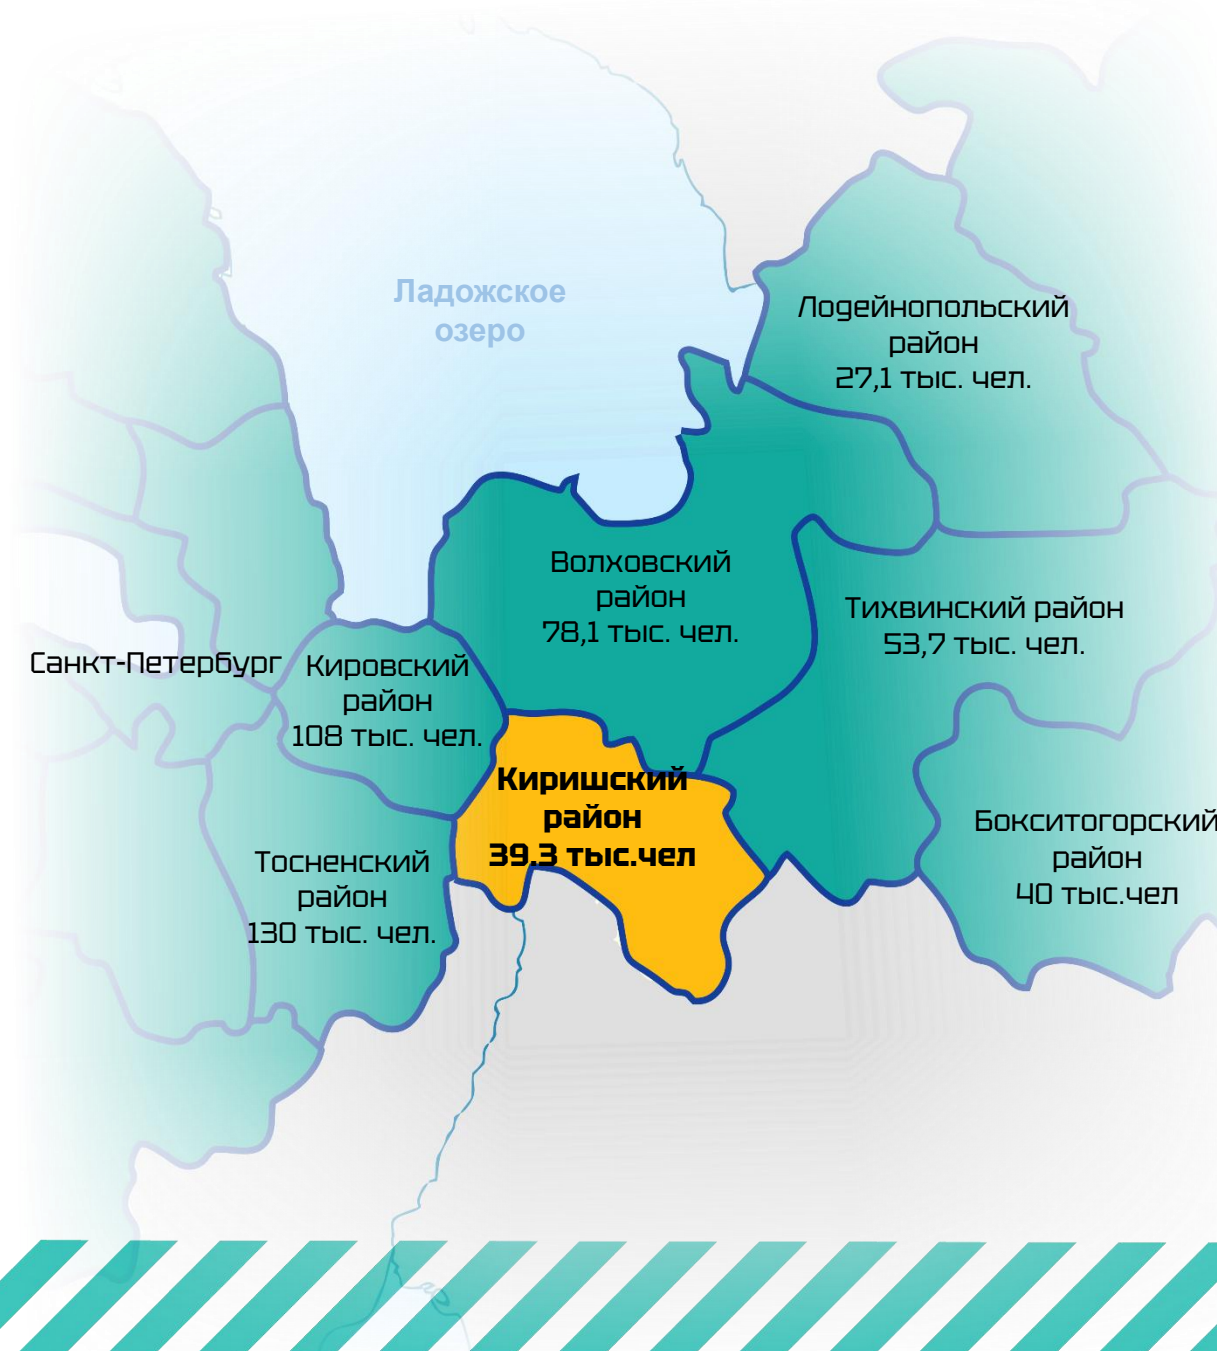 Ладожское
озеро
Лодейнопольский
район
27,1 тыс. чел.
Волховский
район
78,1 тыс. чел.
Тихвинский район
53,7 тыс. чел.
Санкт-Петербург
Кировский
район
108 тыс. чел.
Киришский
район
39.3 тыс.чел
Бокситогорский
район
40 тыс.чел
Тосненский
район
130 тыс. чел.